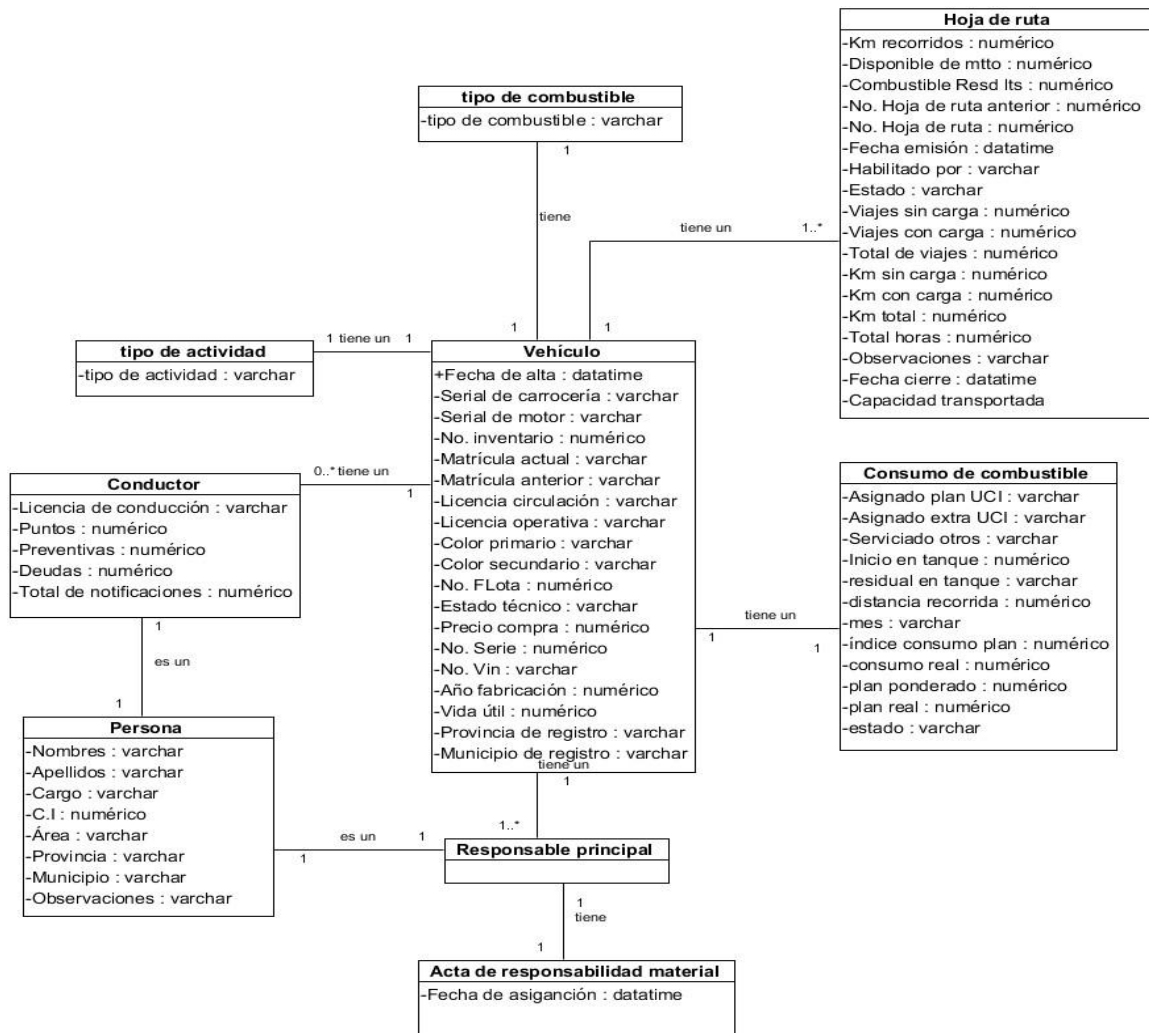 Hoja de ruta
-Km recorridos : numérico
-Disponible de mtto : numérico
-Combustible Resd lts : numérico
-No. Hoja de ruta anterior : numérico
-No. Hoja de ruta : numérico
-Fecha emisión : datatime
-Habilitado por : varchar
-Estado : varchar
-Viajes sin carga : numérico
-Viajes con carga : numérico
-Total de viajes : numérico
-Km sin carga : numérico
-Km con carga : numérico
-Km total : numérico
-Total horas : numérico
-Observaciones : varchar
-Fecha cierre : datatime
-Capacidad transportada
tipo de combustible
-tipo de combustible : varchar
1
tiene
1
tiene un
1..*
1
tipo de actividad
-tipo de actividad : varchar
1 tiene un 1
Vehículo
+Fecha de alta : datatime
-Serial de carrocería : varchar
-Serial de motor : varchar
-No. inventario : numérico
-Matrícula actual : varchar
-Matrícula anterior : varchar
-Licencia circulación : varchar
-Licencia operativa : varchar
-Color primario : varchar
-Color secundario : varchar
-No. FLota : numérico
-Estado técnico : varchar
-Precio compra : numérico
-No. Serie : numérico
-No. Vin : varchar
-Año fabricación : numérico
-Vida útil : numérico
-Provincia de registro : varchar
-Municipio de registro : varchar
0..* tiene un
1
Conductor
-Licencia de conducción : varchar
-Puntos : numérico
-Preventivas : numérico
-Deudas : numérico
-Total de notificaciones : numérico
Consumo de combustible
-Asignado plan UCI : varchar
-Asignado extra UCI : varchar
-Serviciado otros : varchar
-Inicio en tanque : numérico
-residual en tanque : varchar
-distancia recorrida : numérico
-mes : varchar
-índice consumo plan : numérico
-consumo real : numérico
-plan ponderado : numérico
-plan real : numérico
-estado : varchar
tiene un
1
1
1
es un
1
Persona
-Nombres : varchar
-Apellidos : varchar
-Cargo : varchar
-C.I : numérico
-Área : varchar
-Provincia : varchar
-Municipio : varchar
-Observaciones : varchar
tiene un
1
1..*
es un
1
1
Responsable principal
1
tiene
1
Acta de responsabilidad material
-Fecha de asiganción : datatime